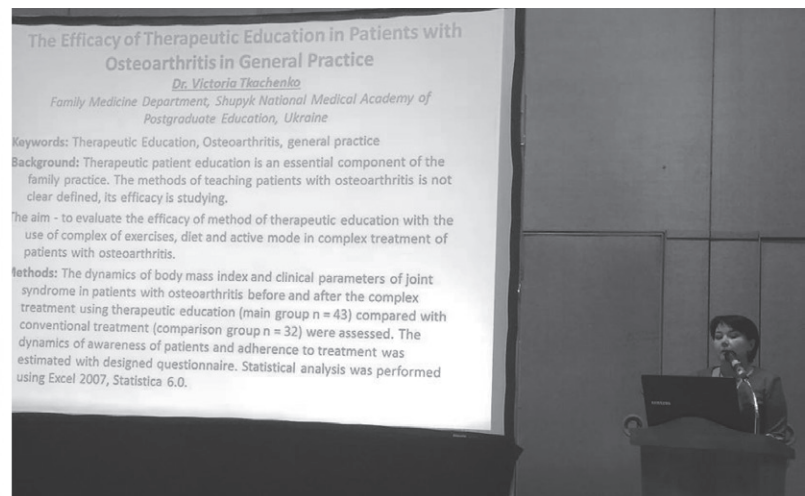 The Efficacy of Therapeutic Education in Patients with
Osteoarthritis in General Practice
Dr. Victoria Tkachenko
Family Medicine Department, Shupyk National Medical Academy of
Postgraduate Education, Ukraine
Keywords: Therapeutic Education, Osteoarthritis, general practice
Background: Therapeutic patient education is an essential component of the
family practice. The methods of teaching patients with osteoarthritis is not
clear defined, its efficacy is studying.
The aim - to evaluate the efficacy of method of therapeutic education with the
use of complex of exercises, diet and active mode in complex treatment of
patients with osteoarthritis.
Methods: The dynamics of body mass index and clinical parameters of joint
syndrome in patients with osteoarthritis before and after the complex
treatment using therapeutic education (main group n = 43) compared with
conventional treatment (comparison group n = 32) were assessed. The
dynamics of awareness of patients and adherence to treatment was
estimated with designed questionnaire. Statistical analysis was performed
using Excel 2007, Statistica 6.0.
SAMSUNG